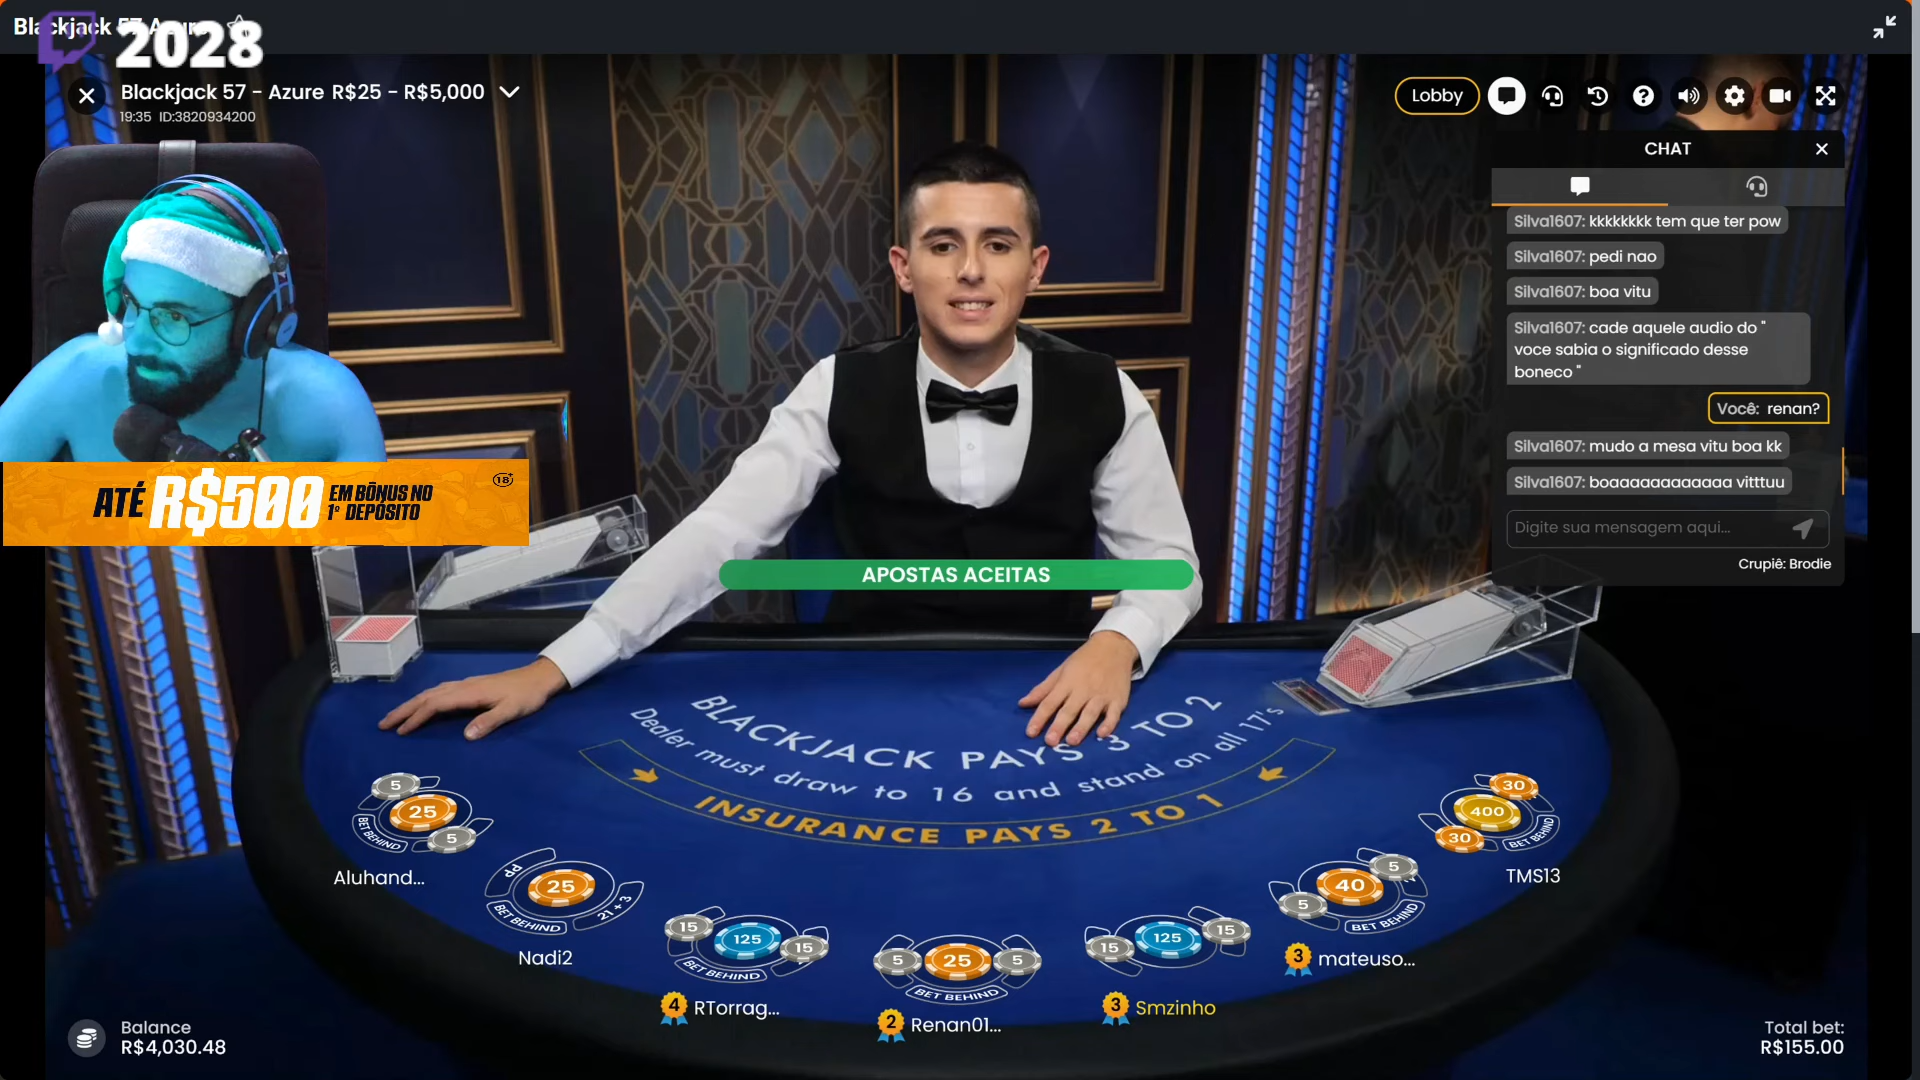 Blackjack 57 Azure
2028
Blackjack 57 - Azure R$25 - R$5,000
19:35 ID:3820934200
Lobby
CHAT
Silva1607: kkkkkkkk tem que ter pow
Silva1607: pedi nao
Silva1607: boa vitu
Silva1607: cade aquele audio do "
voce sabia o significado desse
boneco "
Você: renan?
Silva1607: mudo a mesa vitu boa kk
Silva1607: boaaaaaaaaaaaaa vitttuu
Digite sua mensagem aqui...
Crupiê: Brodie
ATÉ R$500 EM BÔNUS NO
1º DEPÓSITO
18+
APOSTAS ACEITAS
BLACKJACK PAYS 3 TO 2
Dealer must draw to 16 and stand on all 17's
INSURANCE PAYS 2 TO 1
5
25
5
BET BEHIND
Aluhand...
PP
25
21 + 3
BET BEHIND
Nadi2
15
125
15
BET BEHIND
4 RTorrag...
5
25
5
BET BEHIND
2 Renan01...
15
125
15
3 Smzinho
5
40
5
BET BEHIND
3 mateuso...
30
400
30
BET BEHIND
TMS13
Balance
R$4,030.48
Total bet:
R$155.00